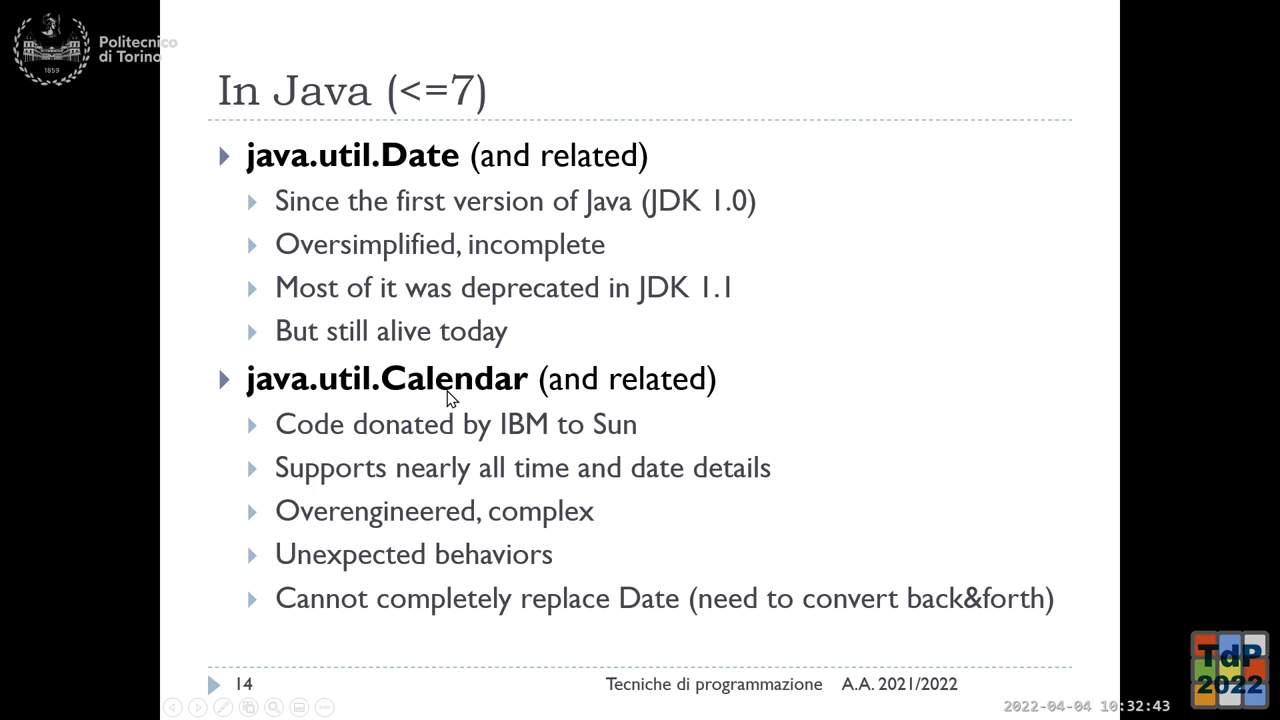 Politecnico
di Torino
1859
In Java (<=7)
java.util.Date (and related)
Since the first version of Java (JDK 1.0)
Oversimplified, incomplete
Most of it was deprecated in JDK 1.1
But still alive today
java.util.Calendar (and related)
Code donated by IBM to Sun
Supports nearly all time and date details
Overengineered, complex
Unexpected behaviors
Cannot completely replace Date (need to convert back&forth)
14 Tecniche di programmazione A.A. 2021/2022
TdP
2022
2022-04-04 10:32:43